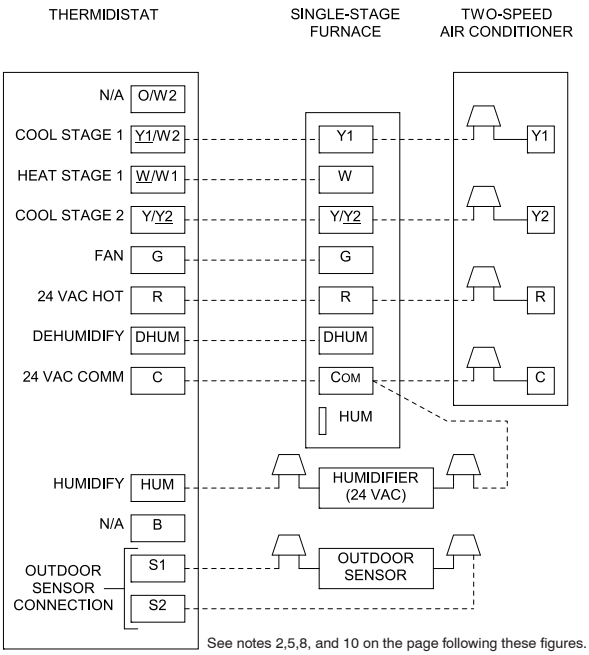 THERMIDISTAT
SINGLE-STAGE
FURNACE
TWO-SPEED
AIR CONDITIONER
N/A O/W2
COOL STAGE 1 Y1/W2 Y1 Y1
HEAT STAGE 1 W/W1 W
COOL STAGE 2 Y/Y2 Y/Y2 Y2
FAN G G
24 VAC HOT R R R
DEHUMIDIFY DHUM DHUM
24 VAC COMM C COM C
HUM
HUMIDIFY HUM
HUMIDIFIER
(24 VAC)
N/A B
OUTDOOR
SENSOR
CONNECTION
S1
OUTDOOR
SENSOR
S2
See notes 2,5,8, and 10 on the page following these figures.